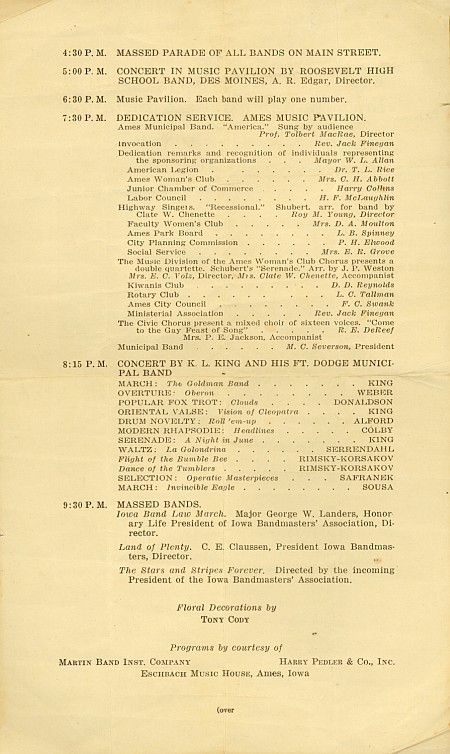 4:30 P. M. MASSED PARADE OF ALL BANDS ON MAIN STREET.
5:00 P. M. CONCERT IN MUSIC PAVILION BY ROOSEVELT HIGH
SCHOOL BAND, DES MOINES, A. R. Edgar, Director.
6:30 P. M. Music Pavilion. Each band will play one number.
7:30 P. M. DEDICATION SERVICE. AMES MUSIC PAVILION.
Ames Municipal Band. "America." Sung by audience
Prof. Tolbert MacRae, Director
Invocation . . . . . . . . . Rev. Jack Finegan
Dedication remarks and recognition of individuals representing
the sponsoring organizations . . . Mayor W. L. Allan
American Legion . . . . . . . Dr. T. L. Rice
Ames Woman's Club . . . . . Mrs. C. H. Abbott
Junior Chamber of Commerce . . . . . Harry Collins
Labor Council . . . . . . . H. F. McLaughlin
Highway Singers. "Recessional." Shubert. arr. for band by
Clate W. Chenette . . . . Roy M. Young, Director
Faculty Women's Club . . . . . Mrs. D. A. Moulton
Ames Park Board . . . . . . . L. B. Spinney
City Planning Commission . . . . . P. H. Elwood
Social Service . . . . . . . Mrs. E. R. Grove
The Music Division of the Ames Woman's Club Chorus presents a
double quartette. Schubert's "Serenade." Arr. by J. P. Weston
Mrs. E. C. Volz, Director, Mrs. Clate W. Chenette, Accompanist
Kiwanis Club . . . . . . . . D. D. Reynolds
Rotary Club . . . . . . . . L. C. Tallman
Ames City Council . . . . . . . F. C. Swank
Ministerial Association . . . . . Rev. Jack Finegan
The Civic Chorus present a mixed choir of sixteen voices. "Come
to the Gay Feast of Song" . . . . . R. E. DeReef
Mrs. P. E. Jackson, Accompanist
Municipal Band . . . . . . M. C. Severson, President
8:15 P. M. CONCERT BY K. L. KING AND HIS FT. DODGE MUNICI-
PAL BAND
MARCH: The Goldman Band . . . . . . . KING
OVERTURE: Oberon . . . . . . . . . WEBER
POPULAR FOX TROT: Clouds . . . . . DONALDSON
ORIENTAL VALSE: Vision of Cleopatra . . . . KING
DRUM NOVELTY: Roll 'em-up . . . . . . ALFORD
MODERN RHAPSODIE: Headlines . . . . . COLBY
SERENADE: A Night in June . . . . . . . KING
WALTZ: La Golondrina . . . . . . SERRENDAHL
Flight of the Bumble Bee . . . . RIMSKY-KORSAKOV
Dance of the Tumblers . . . . . RIMSKY-KORSAKOV
SELECTION: Operatic Masterpieces . . . SAFRANEK
MARCH: Invincible Eagle . . . . . . . . SOUSA
9:30 P. M. MASSED BANDS.
Iowa Band Law March. Major George W. Landers, Honor-
ary Life President of Iowa Bandmasters' Association, Di-
rector.
Land of Plenty. C. E. Claussen, President Iowa Bandmas-
ters, Director.
The Stars and Stripes Forever. Directed by the incoming
President of the Iowa Bandmasters' Association.
Floral Decorations by
TONY CODY
Programs by courtesy of
MARTIN BAND INST. COMPANY HARRY PEDLER & CO., INC.
ESCHBACH MUSIC HOUSE, AMES, IOWA
(over